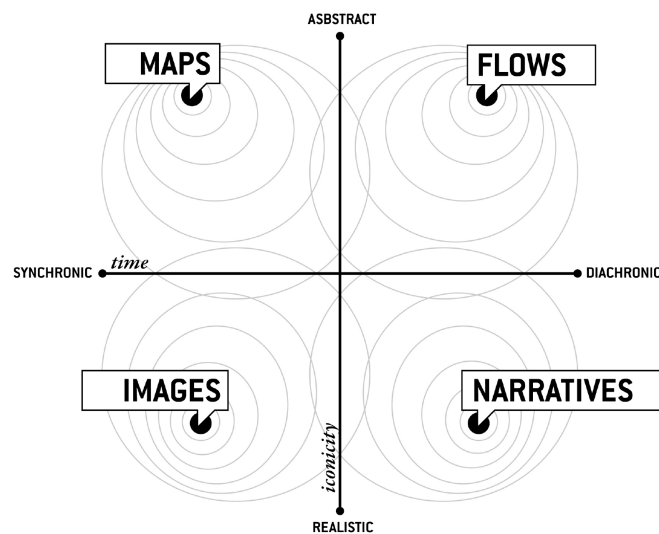 ASBSTRACT
MAPS
FLOWS
SYNCHRONIC
time
DIACHRONIC
IMAGES
NARRATIVES
iconicity
REALISTIC